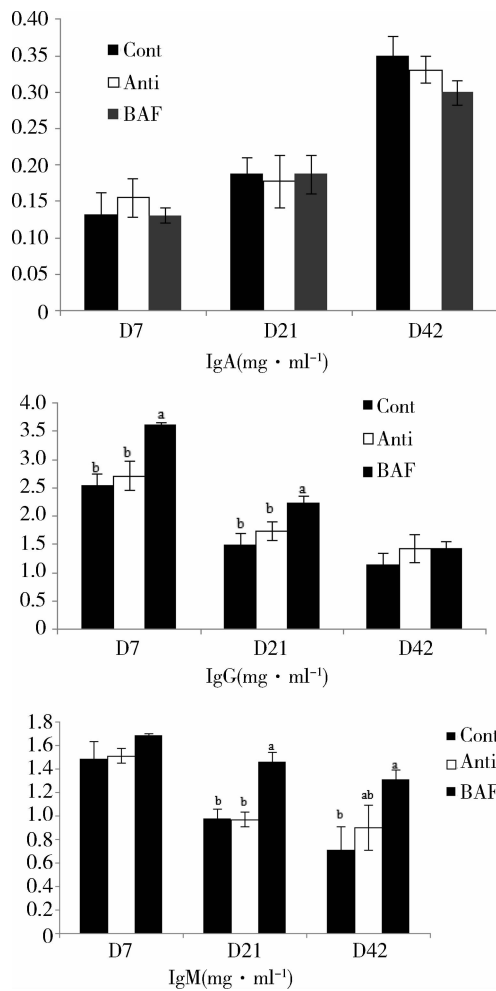 0.40
0.35
0.30
0.25
0.20
0.15
0.10
0.05
0
Cont
Anti
BAF
D7 D21 D42
IgA(mg·ml⁻¹)
4.0
3.5
3.0
2.5
2.0
1.5
1.0
0.5
0
Cont
Anti
BAF
b b a
b b a
D7 D21 D42
IgG(mg·ml⁻¹)
1.8
1.6
1.4
1.2
1.0
0.8
0.6
0.4
0.2
0
Cont
Anti
BAF
b b a
b ab a
D7 D21 D42
IgM(mg·ml⁻¹)